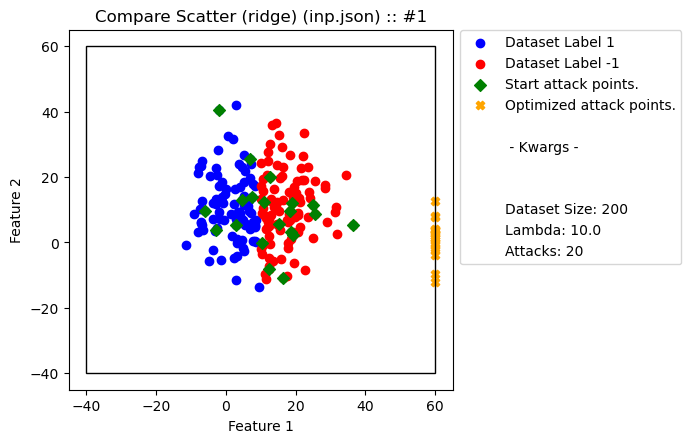 Compare Scatter (ridge) (inp.json) :: #1
60
40
20
0
−20
−40
Feature 2
−40
−20
0
20
40
60
Feature 1
Dataset Label 1
Dataset Label -1
Start attack points.
Optimized attack points.
- Kwargs -
Dataset Size: 200
Lambda: 10.0
Attacks: 20